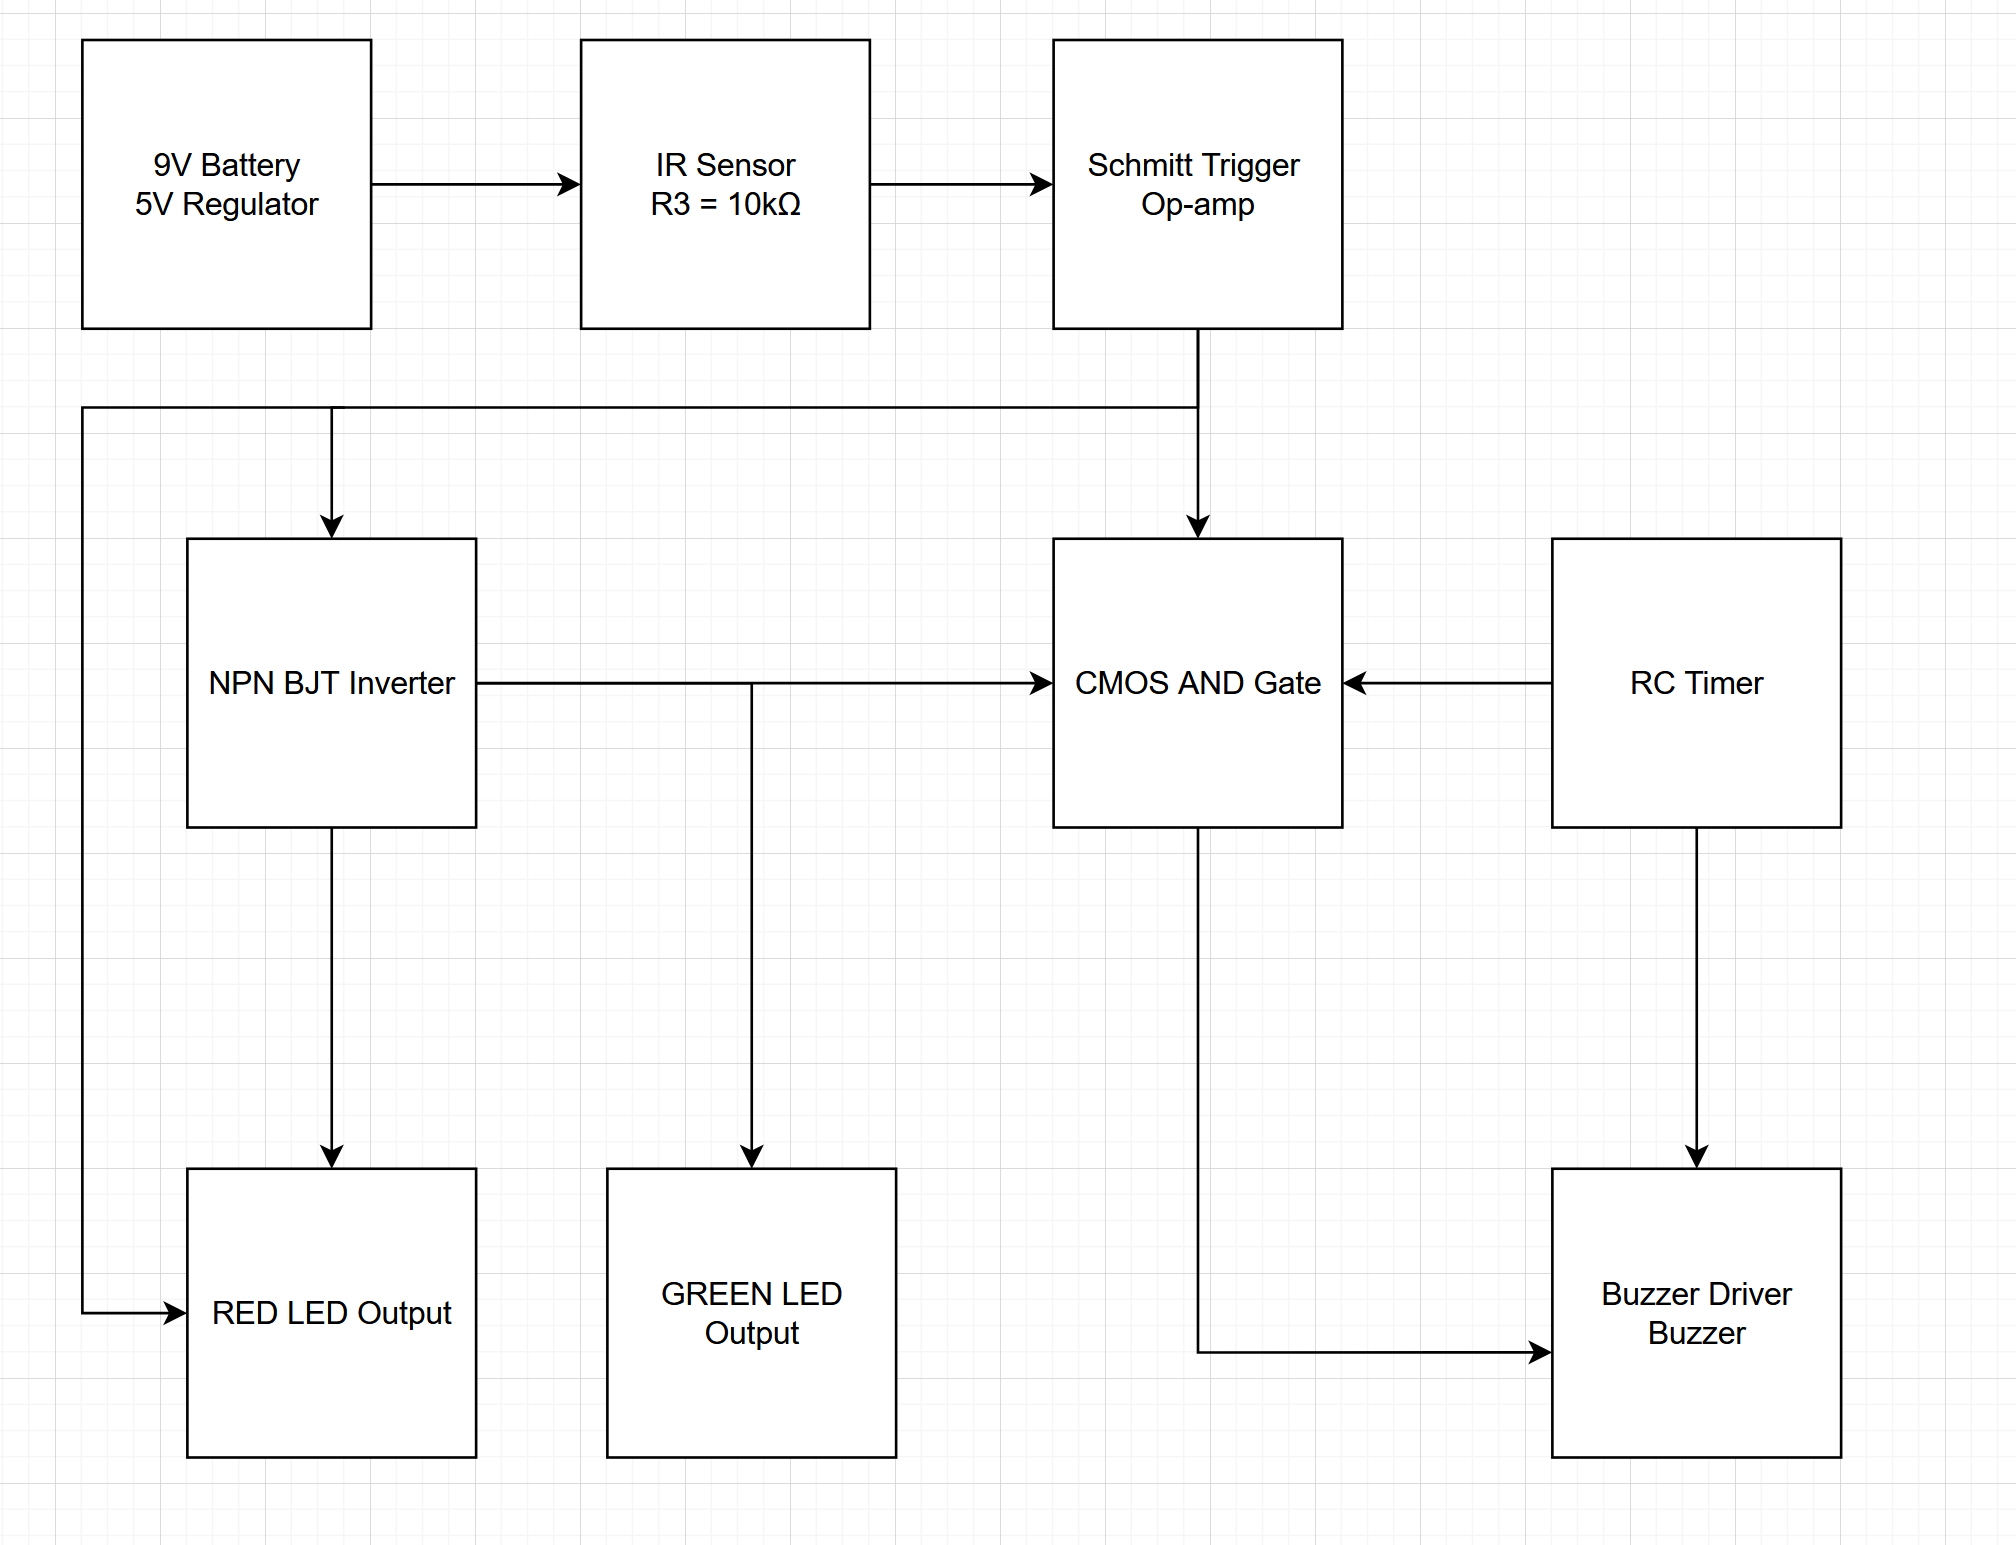 9V Battery
5V Regulator
IR Sensor
R3 = 10kΩ
Schmitt Trigger
Op-amp
NPN BJT Inverter
CMOS AND Gate
RC Timer
RED LED Output
GREEN LED
Output
Buzzer Driver
Buzzer